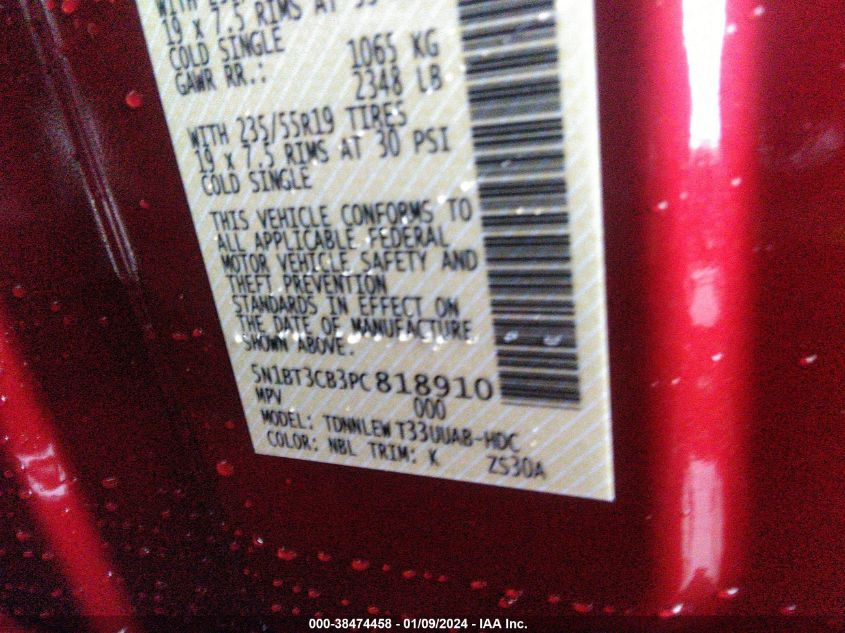 19 X 7.5 RIMS AT
COLD SINGLE
GAWR RR.: 1065 KG
2348 LB
WITH 235/55R19 TIRES
19 X 7.5 RIMS AT 30 PSI
COLD SINGLE
THIS VEHICLE CONFORMS TO
ALL APPLICABLE FEDERAL
MOTOR VEHICLE SAFETY AND
THEFT PREVENTION
STANDARDS IN EFFECT ON
THE DATE OF MANUFACTURE
SHOWN ABOVE.
5N1BT3CB3PC818910
MPV 000
MODEL: TDNNLEW T33UUAB-HDC
COLOR: NBL TRIM: K ZS30A
000-38474458 - 01/09/2024 - IAA Inc.